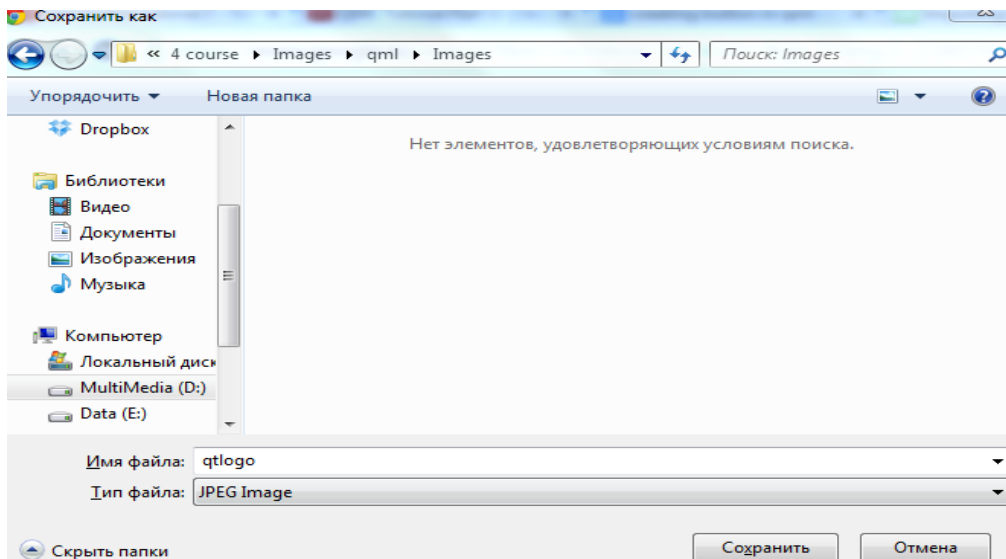 Сохранить как
« 4 course Images qml Images Поиск: Images
Упорядочить Новая папка
Dropbox
Нет элементов, удовлетворяющих условиям поиска.
Библиотеки
Видео
Документы
Изображения
Музыка
Компьютер
Локальный диск
MultiMedia (D:)
Data (E:)
Имя файла: qtlogo
Тип файла: JPEG Image
Скрыть папки Сохранить Отмена